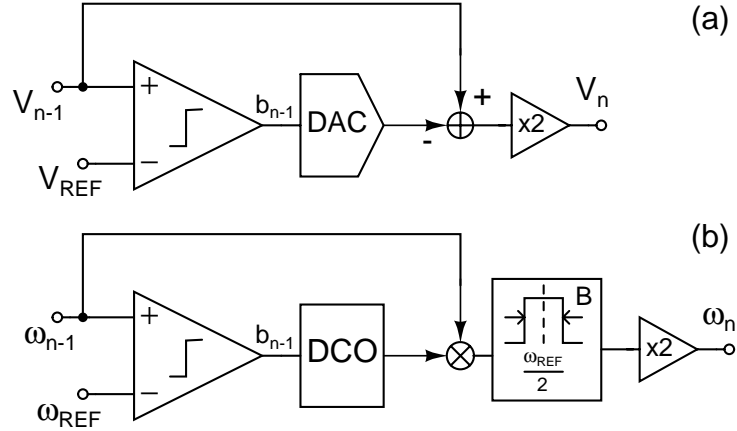 (a)
+
V_{n-1}
b_{n-1}
DAC
+
-
x2
V_n
−
V_{REF}
(b)
+
ω_{n-1}
b_{n-1}
DCO
B
ω_{REF}
2
x2
ω_n
−
ω_{REF}